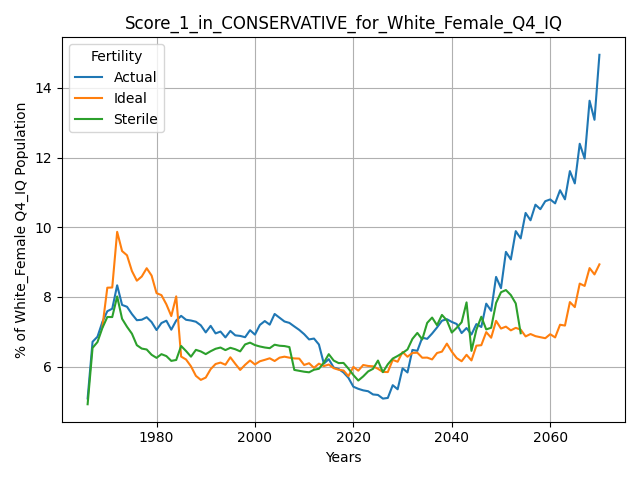 Score_1_in_CONSERVATIVE_for_White_Female_Q4_IQ
Fertility
Actual
Ideal
Sterile
% of White_Female Q4_IQ Population
14
12
10
8
6
1980
2000
2020
2040
2060
Years